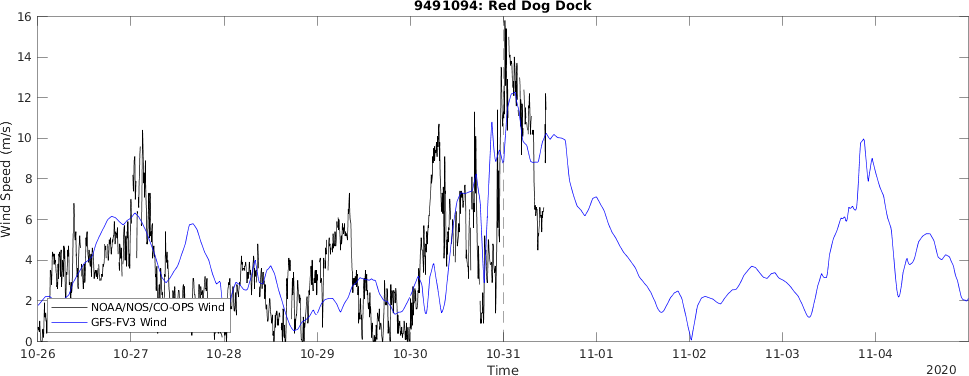 9491094: Red Dog Dock
16
14
12
10
8
6
4
2
0
Wind Speed (m/s)
NOAA/NOS/CO-OPS Wind
GFS-FV3 Wind
10-26 10-27 10-28 10-29 10-30 10-31 11-01 11-02 11-03 11-04
Time
2020